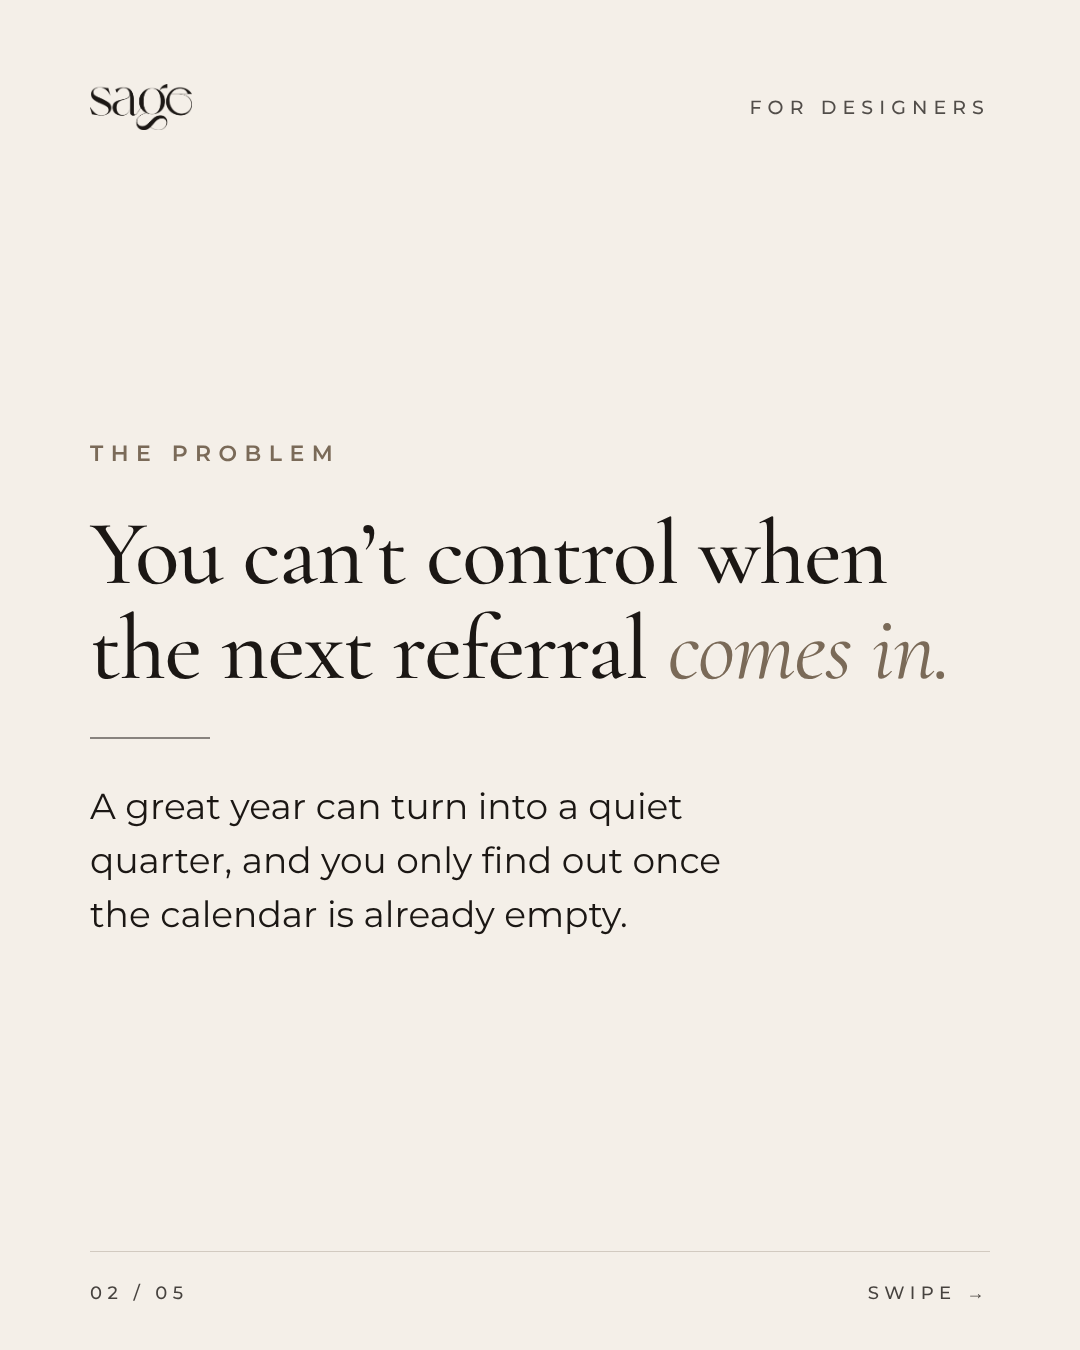 sage
FOR DESIGNERS
THE PROBLEM
You can’t control when
the next referral comes in.
A great year can turn into a quiet
quarter, and you only find out once
the calendar is already empty.
02 / 05
SWIPE →